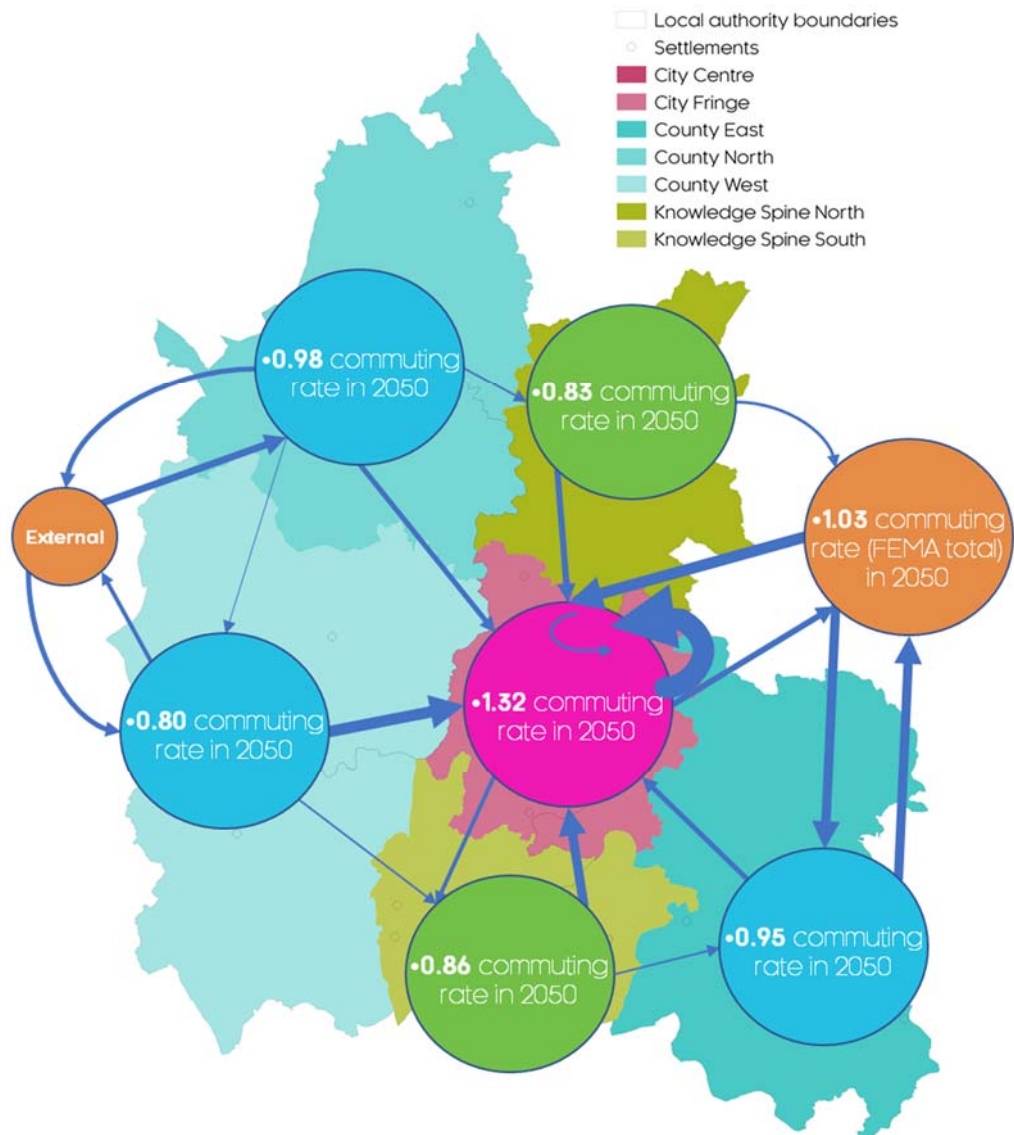 Local authority boundaries
Settlements
City Centre
City Fringe
County East
County North
County West
Knowledge Spine North
Knowledge Spine South
•0.98 commuting
rate in 2050
•0.83 commuting
rate in 2050
External
•1.03 commuting
rate (FEMA total)
in 2050
•0.80 commuting
rate in 2050
•1.32 commuting
rate in 2050
•0.86 commuting
rate in 2050
•0.95 commuting
rate in 2050